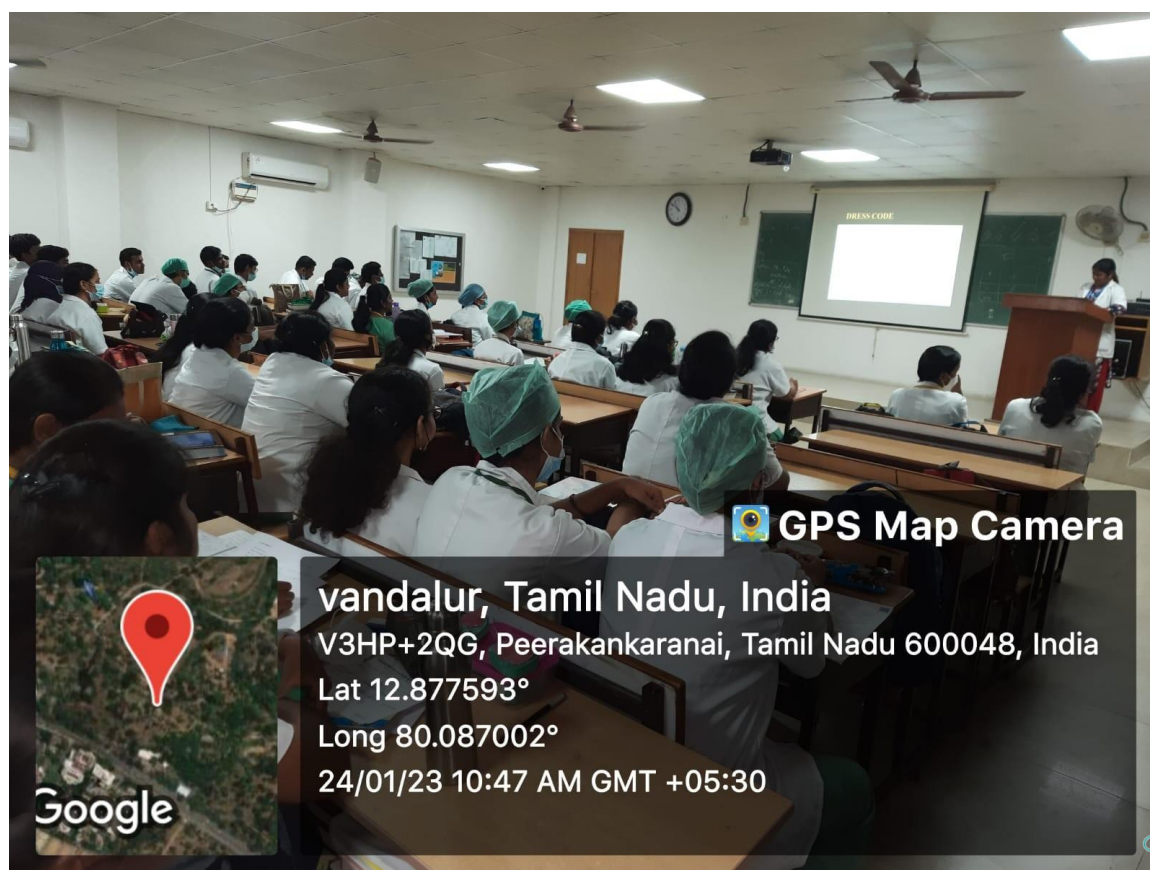 DRESS CODE
GPS Map Camera
vandalur, Tamil Nadu, India
V3HP+2QG, Peerakankaranai, Tamil Nadu 600048, India
Lat 12.877593°
Long 80.087002°
24/01/23 10:47 AM GMT +05:30
Google